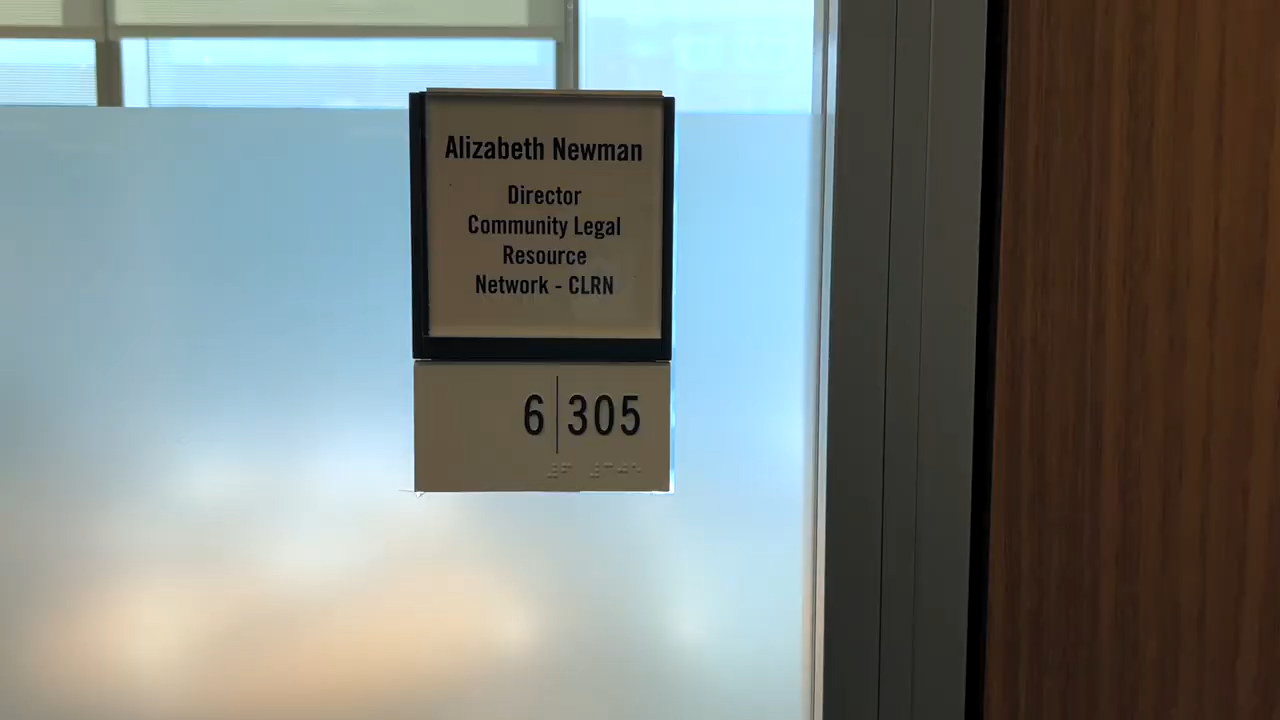 Alizabeth Newman
Director
Community Legal
Resource
Network - CLRN
6|305